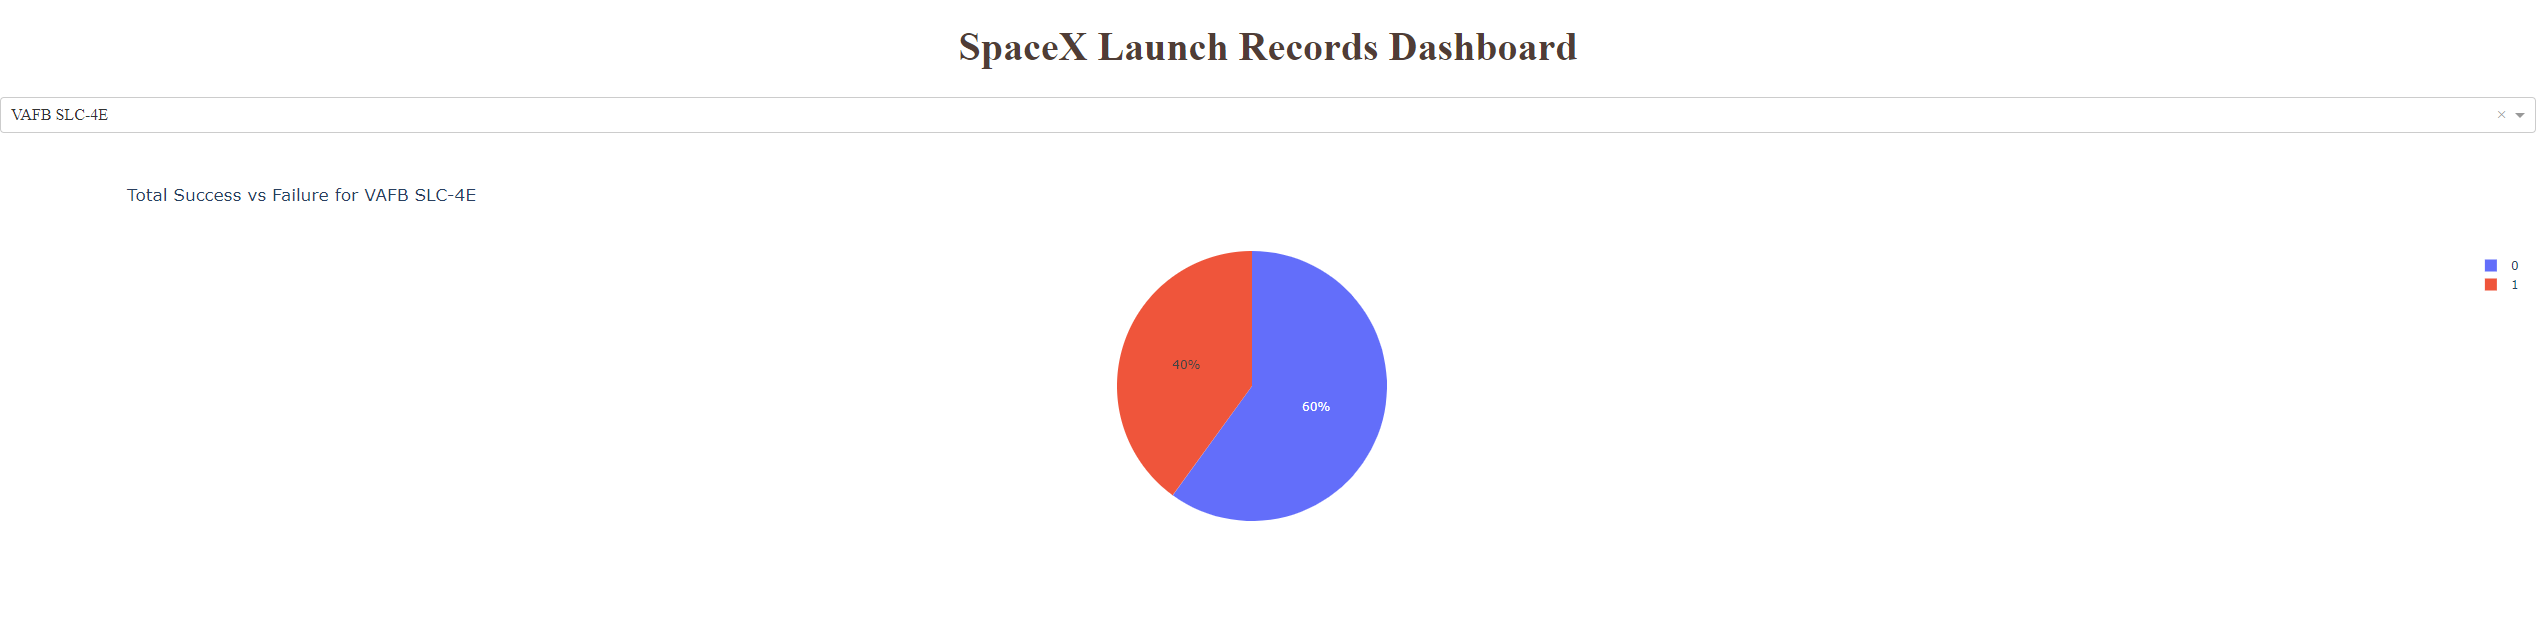 SpaceX Launch Records Dashboard
VAFB SLC-4E
×
Total Success vs Failure for VAFB SLC-4E
0
1
40%
60%